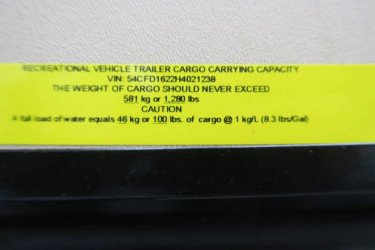 RECREATIONAL VEHICLE TRAILER CARGO CARRYING CAPACITY
VIN: 54CFD1622H4021238
THE WEIGHT OF CARGO SHOULD NEVER EXCEED
581 kg or 1,280 lbs
CAUTION
A full load of water equals 46 kg or 100 lbs. of cargo @ 1 kg/L (8.3 lbs/Gal)